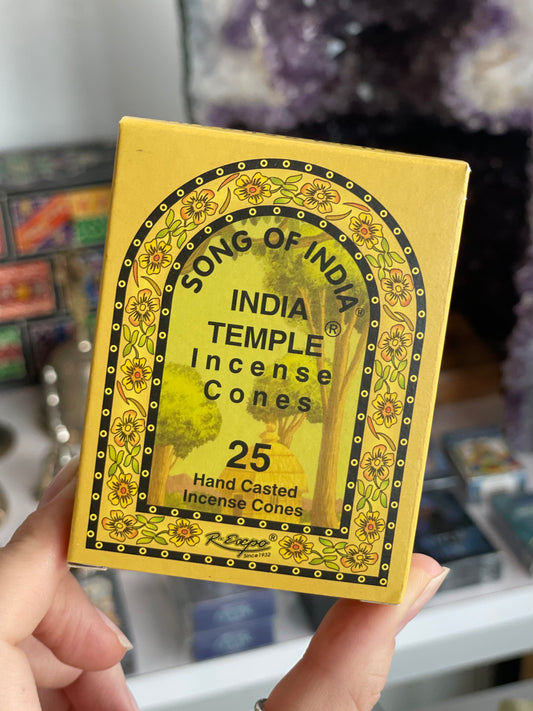 SONG OF INDIA®
INDIA
TEMPLE®
Incense
Cones
25
Hand Casted
Incense Cones
R-Expo®
Since 1932